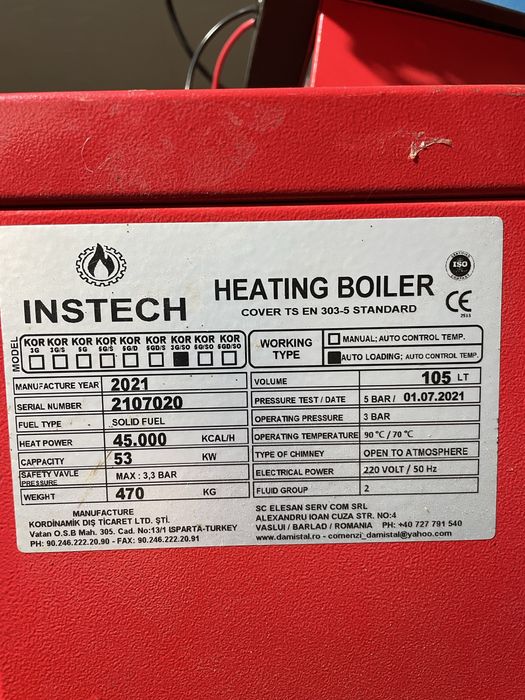 INSTECH
HEATING BOILER
COVER TS EN 303-5 STANDARD
ISO
CE
MODEL
KOR 3G KOR 3G/S KOR 5G KOR 5G/S KOR 5G/D KOR 5GD/S KOR 3G/SO KOR 5G/SO KOR 5GD/SO
WORKING TYPE
MANUAL; AUTO CONTROL TEMP.
AUTO LOADING; AUTO CONTROL TEMP.
MANUFACTURE YEAR 2021
SERIAL NUMBER 2107020
FUEL TYPE SOLID FUEL
HEAT POWER 45.000 KCAL/H
CAPPACITY 53 KW
SAFETY VAVLE PRESSURE MAX : 3,3 BAR
WEIGHT 470 KG
VOLUME 105 LT
PRESSURE TEST / DATE 5 BAR / 01.07.2021
OPERATING PRESSURE 3 BAR
OPERATING TEMPERATURE 90 °C / 70 °C
TYPE OF CHIMNEY OPEN TO ATMOSPHERE
ELECTRICAL POWER 220 VOLT / 50 Hz
FLUID GROUP 2
MANUFACTURE
KORDİNAMİK DIŞ TİCARET LTD. ŞTİ.
Vatan O.S.B Mah. 305. Cad. No:13/1 ISPARTA-TURKEY
PH: 90.246.222.20.90 - FAX: 90.246.222.20.91
SC ELESAN SERV COM SRL
ALEXANDRU IOAN CUZA STR. NO:4
VASLUI / BARLAD / ROMANIA PH: +40 727 791 540
www.damistal.ro - comenzi_damistal@yahoo.com